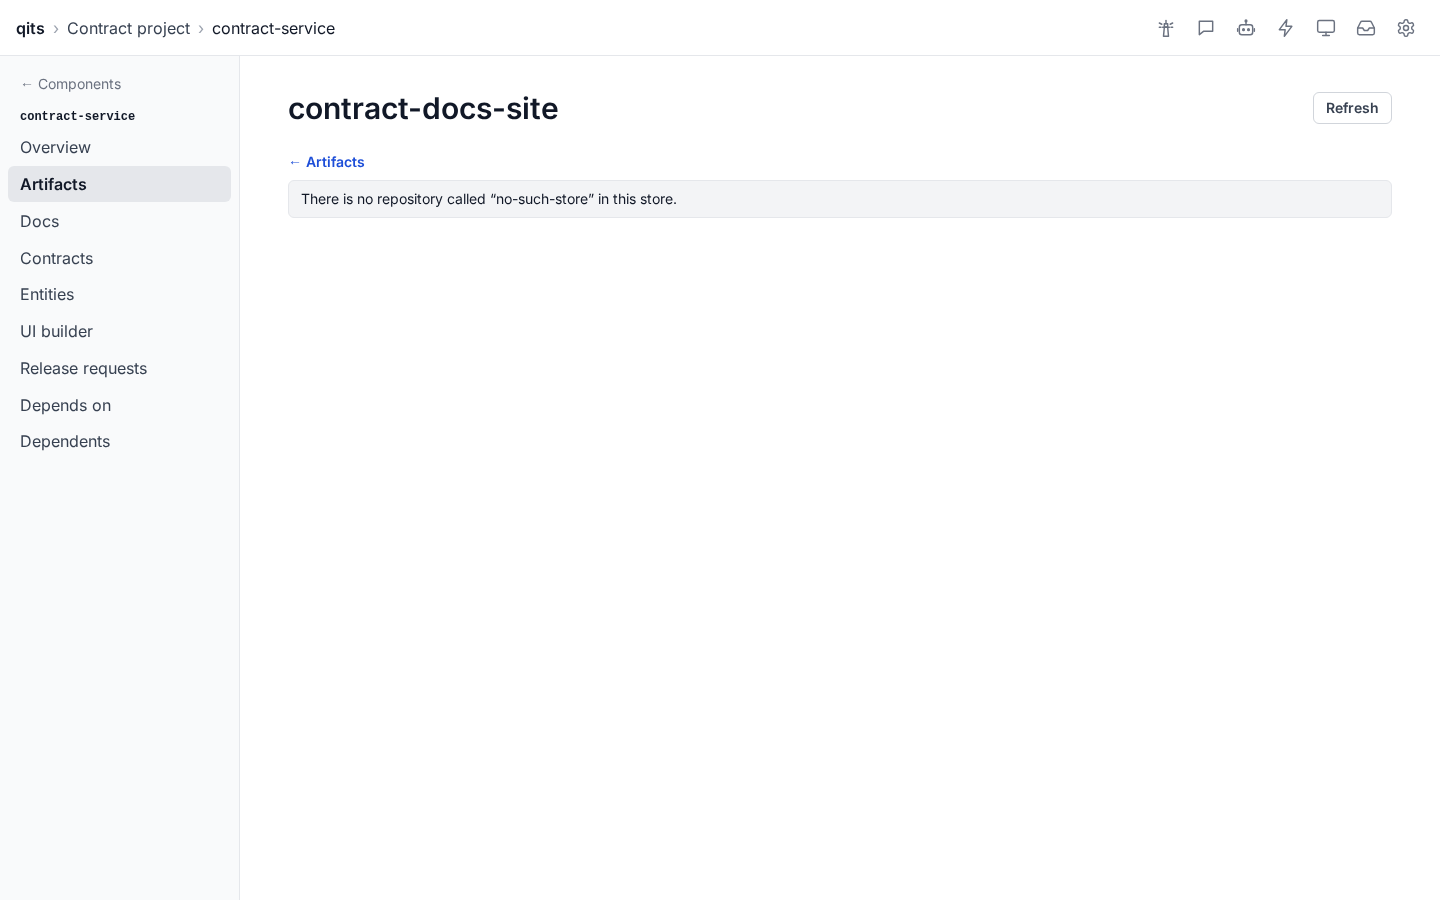 qits › Contract project › contract-service
← Components
contract-service
Overview
Artifacts
Docs
Contracts
Entities
UI builder
Release requests
Depends on
Dependents
contract-docs-site
Refresh
← Artifacts
There is no repository called “no-such-store” in this store.